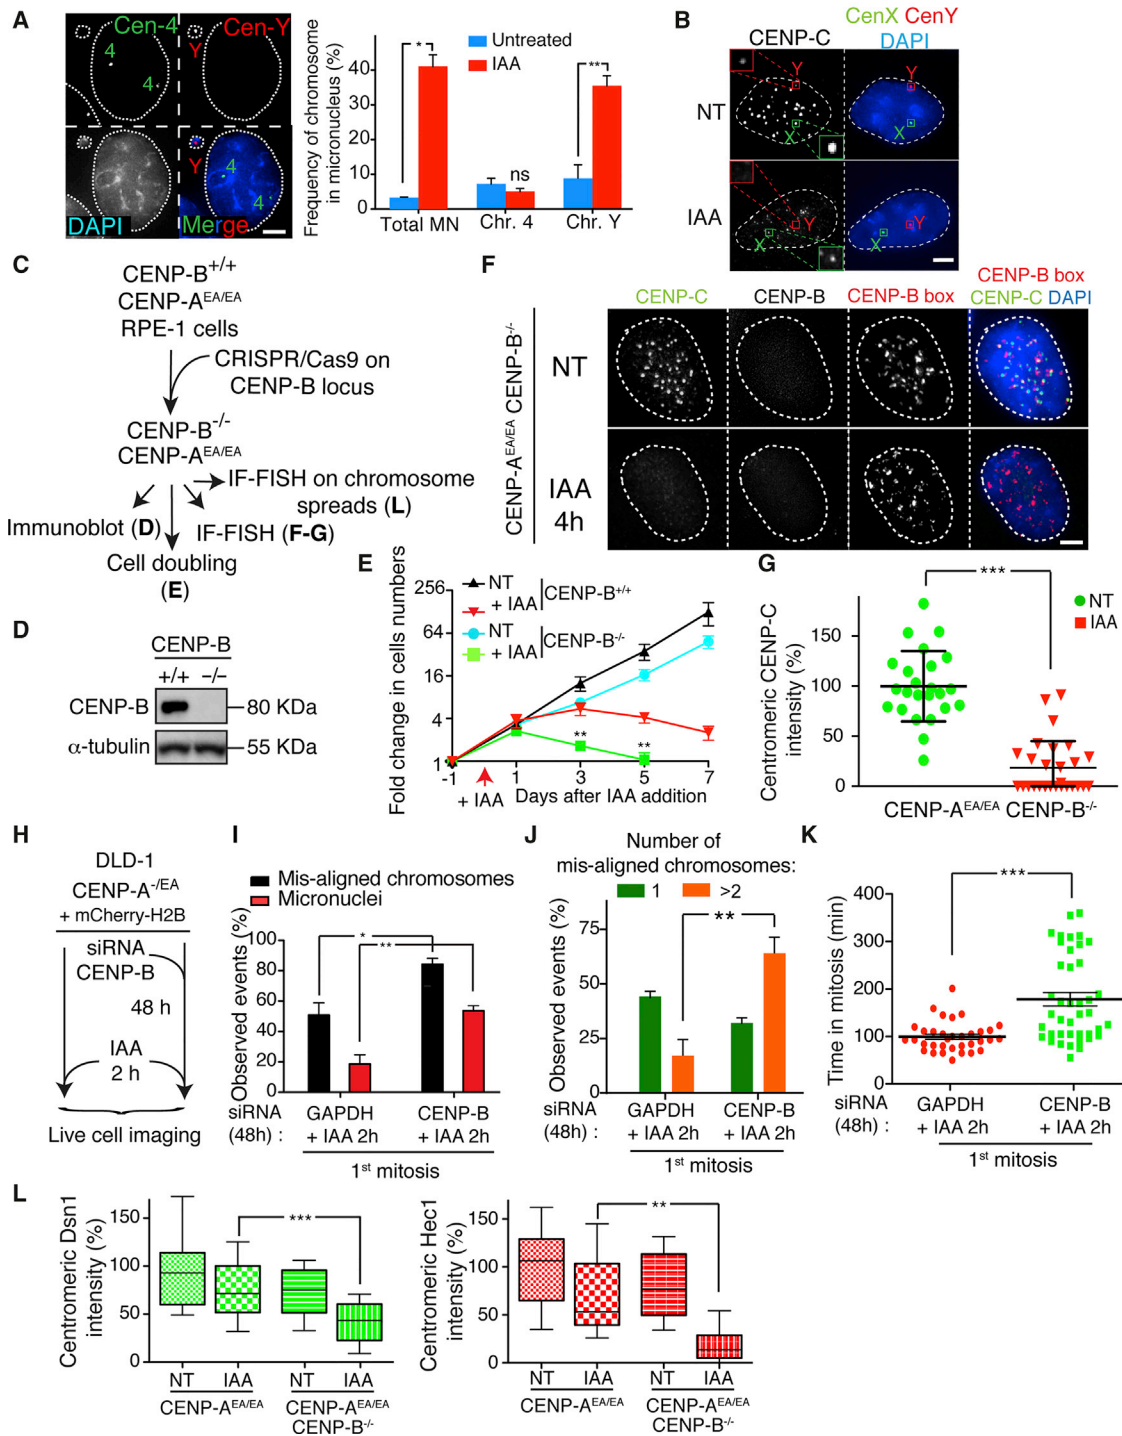 A
Cen-4
Cen-Y
4
4
Y
Y
4
4
DAPI
Merge
Frequency of chromosome
in micronucleus (%)
50
40
30
20
10
0
Untreated
IAA
*
ns
**
Total MN
Chr. 4
Chr. Y
B
CenX CenY
CENP-C
DAPI
NT
Y
X
Y
X
IAA
Y
X
Y
X
C
CENP-B+/+
CENP-AEA/EA
RPE-1 cells
CRISPR/Cas9 on
CENP-B locus
CENP-B-/-
CENP-AEA/EA
IF-FISH on chromosome
spreads (L)
Immunoblot (D)
IF-FISH (F-G)
Cell doubling
(E)
D
CENP-B
+/+ -/-
CENP-B
80 KDa
α-tubulin
55 KDa
E
Fold change in cells numbers
256
64
16
4
1
NT
+ IAA
CENP-B+/+
NT
+ IAA
CENP-B-/-
**
**
-1
1
3
5
7
+ IAA
Days after IAA addition
F
CENP-C
CENP-B
CENP-B box
CENP-B box
CENP-C DAPI
CENP-AEA/EA CENP-B-/-
NT
IAA
4h
G
Centromeric CENP-C
intensity (%)
150
100
50
0
***
NT
IAA
CENP-AEA/EA
CENP-B-/-
H
DLD-1
CENP-A-/EA
+ mCherry-H2B
siRNA
CENP-B
48 h
IAA
2 h
Live cell imaging
I
Mis-aligned chromosomes
Micronuclei
Observed events (%)
100
80
60
40
20
0
*
**
siRNA
(48h) :
GAPDH
+ IAA 2h
CENP-B
+ IAA 2h
1st mitosis
J
Number of
mis-aligned chromosomes:
1
>2
Observed events (%)
75
50
25
0
**
siRNA
(48h) :
GAPDH
+ IAA 2h
CENP-B
+ IAA 2h
1st mitosis
K
Time in mitosis (min)
400
300
200
100
0
***
siRNA
(48h) :
GAPDH
+ IAA 2h
CENP-B
+ IAA 2h
1st mitosis
L
Centromeric Dsn1
intensity (%)
150
100
50
0
***
NT
IAA
NT
IAA
CENP-AEA/EA
CENP-AEA/EA
CENP-B-/-
Centromeric Hec1
intensity (%)
150
100
50
0
**
NT
IAA
NT
IAA
CENP-AEA/EA
CENP-AEA/EA
CENP-B-/-